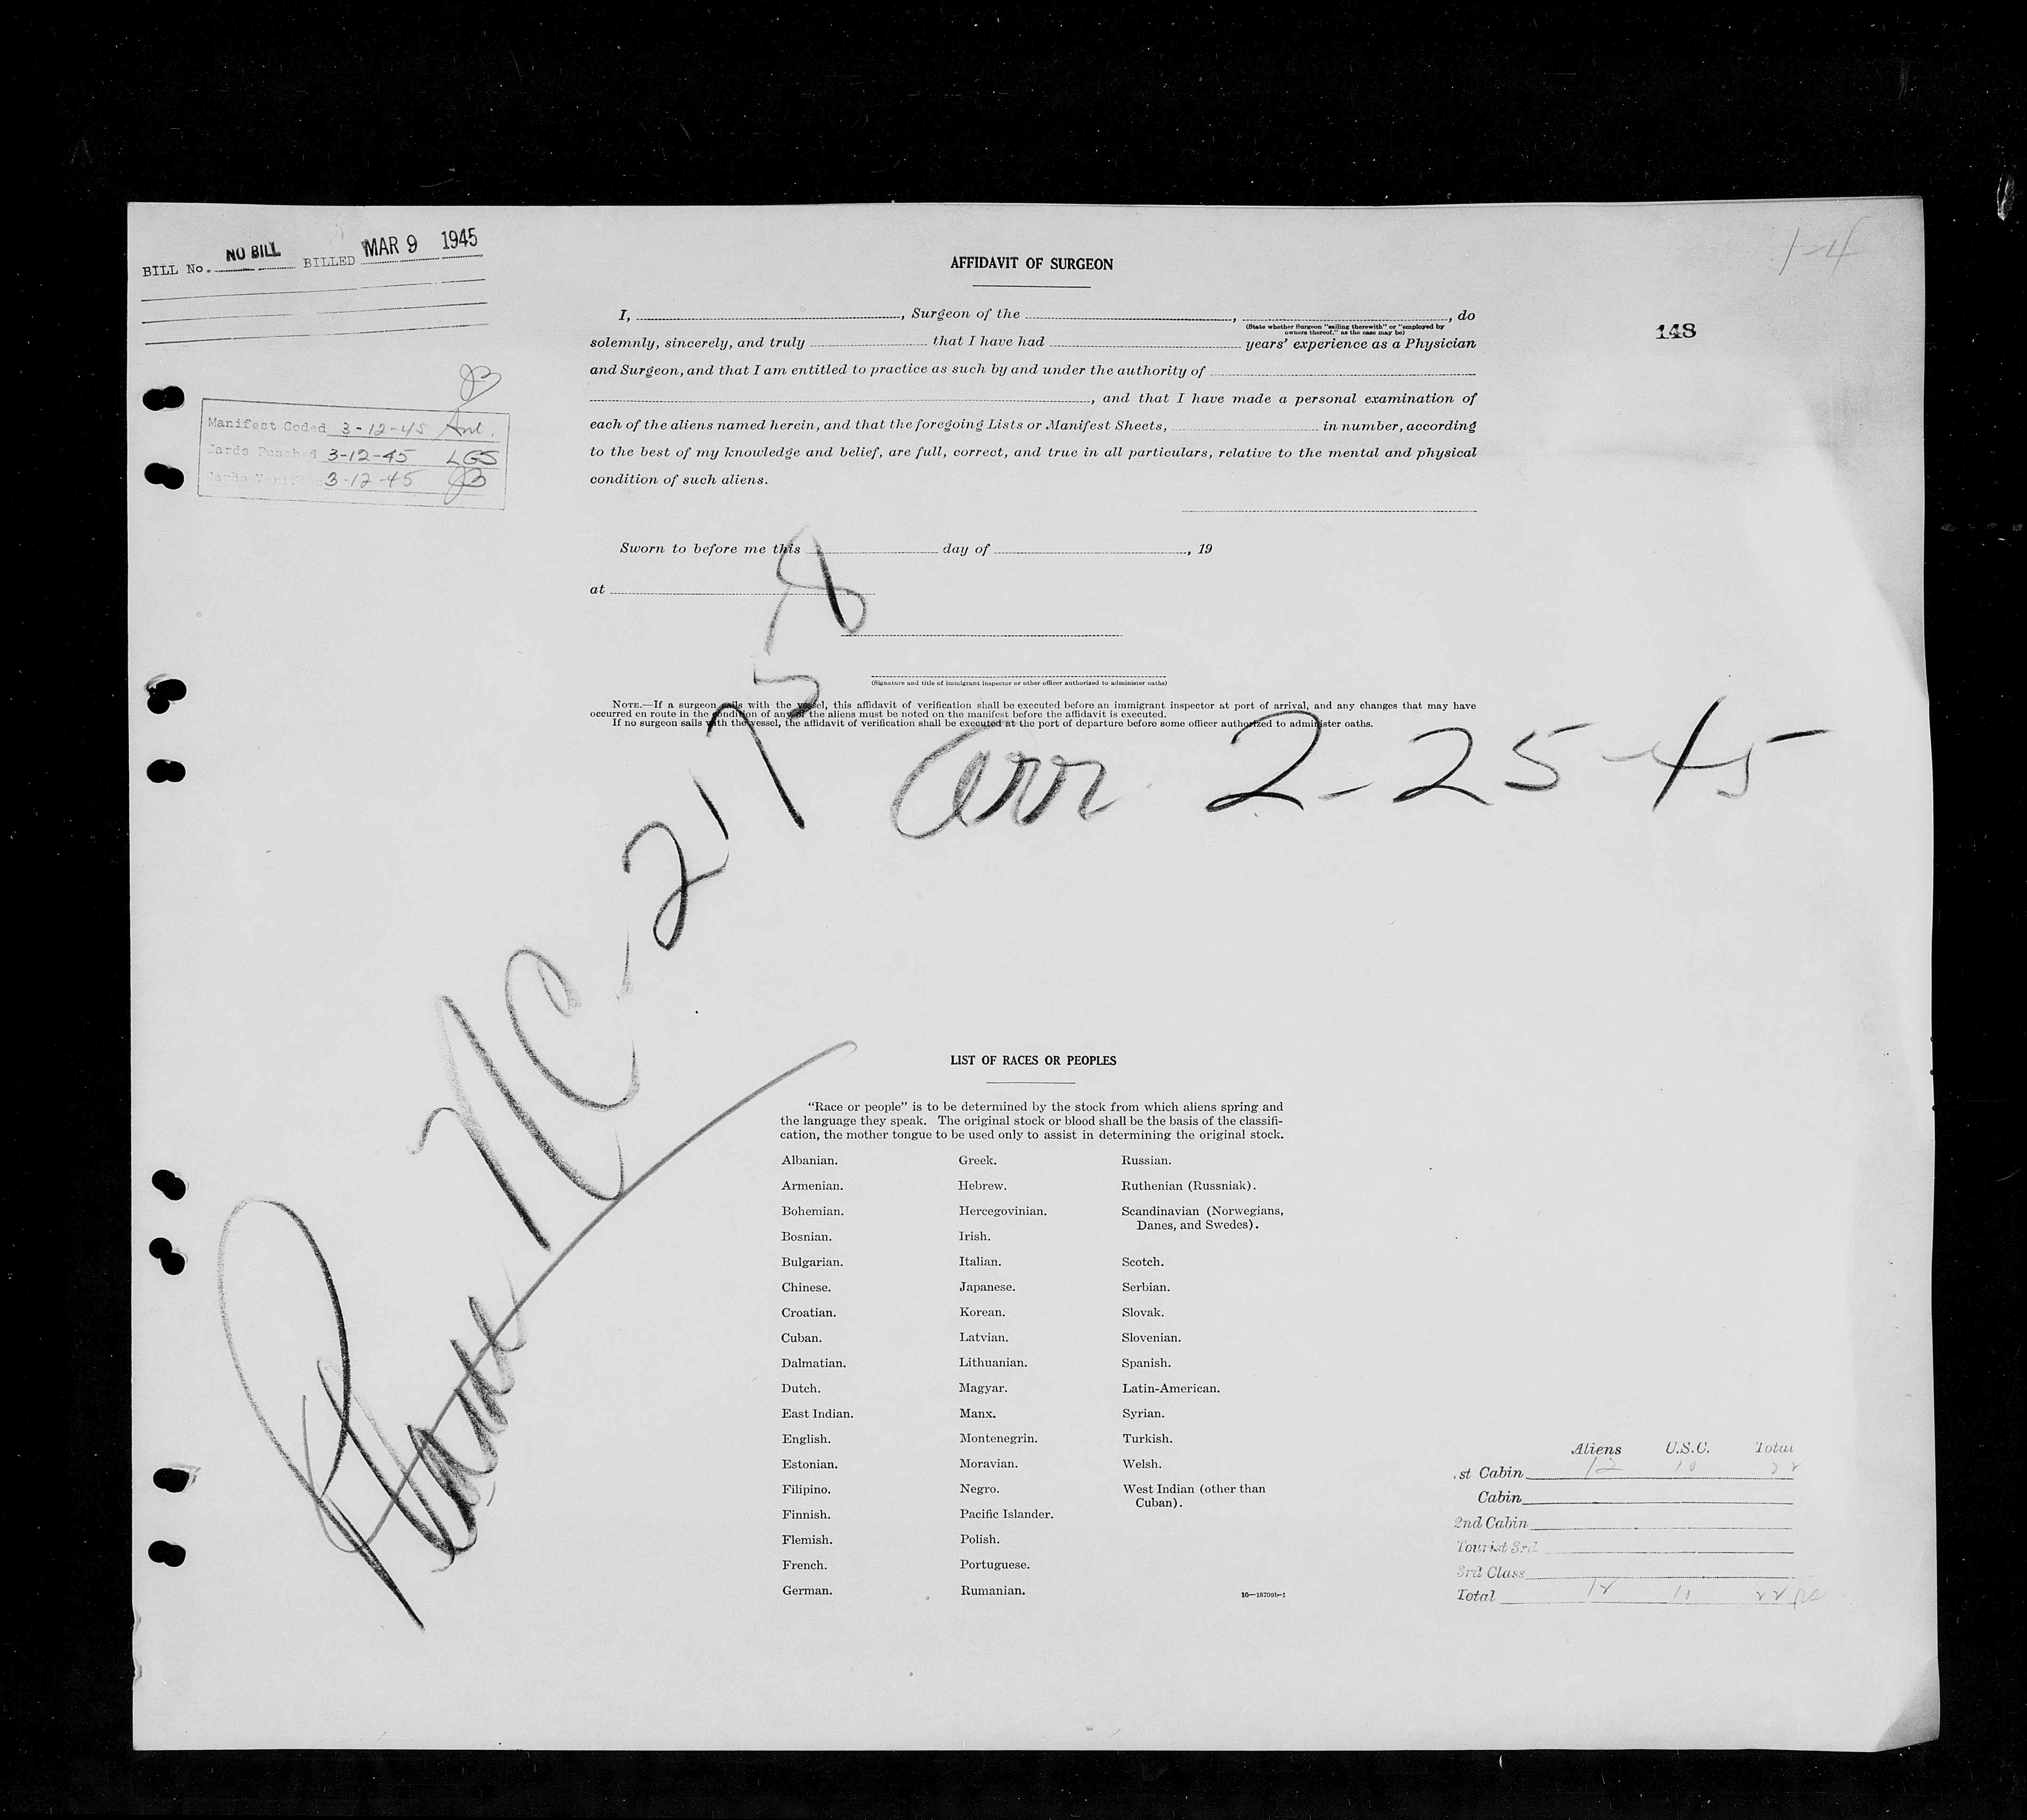 BILL No. NO BILL BILLED MAR 9 1945
1-4
148
Manifest Coded 3-12-45
Cards Punched 3-12-45 LGS
Cards Verified 3-12-45
AFFIDAVIT OF SURGEON
I, , Surgeon of the , , do
(State whether Surgeon "sailing therewith" or "employed by
owners thereof," as the case may be)
solemnly, sincerely, and truly that I have had years' experience as a Physician
and Surgeon, and that I am entitled to practice as such by and under the authority of
, and that I have made a personal examination of
each of the aliens named herein, and that the foregoing Lists or Manifest Sheets, in number, according
to the best of my knowledge and belief, are full, correct, and true in all particulars, relative to the mental and physical
condition of such aliens.
Sworn to before me this day of , 19
at
(Signature and title of immigrant inspector or other officer authorized to administer oaths)
NOTE.—If a surgeon sails with the vessel, this affidavit of verification shall be executed before an immigrant inspector at port of arrival, and any changes that may have
occurred en route in the condition of any of the aliens must be noted on the manifest before the affidavit is executed.
If no surgeon sails with the vessel, the affidavit of verification shall be executed at the port of departure before some officer authorized to administer oaths.
Plane NC-21758
arr 2-25-45
LIST OF RACES OR PEOPLES
"Race or people" is to be determined by the stock from which aliens spring and
the language they speak. The original stock or blood shall be the basis of the classifi-
cation, the mother tongue to be used only to assist in determining the original stock.
Albanian. Greek. Russian.
Armenian. Hebrew. Ruthenian (Russniak).
Bohemian. Hercegovinian. Scandinavian (Norwegians,
Danes, and Swedes).
Bosnian. Irish.
Bulgarian. Italian. Scotch.
Chinese. Japanese. Serbian.
Croatian. Korean. Slovak.
Cuban. Latvian. Slovenian.
Dalmatian. Lithuanian. Spanish.
Dutch. Magyar. Latin-American.
East Indian. Manx. Syrian.
English. Montenegrin. Turkish.
Estonian. Moravian. Welsh.
Filipino. Negro. West Indian (other than
Cuban).
Finnish. Pacific Islander.
Flemish. Polish.
French. Portuguese.
German. Rumanian.
16—18709b-1
Aliens U.S.C. Total
st Cabin 12 10 22
Cabin
2nd Cabin
Tourist 3rd
3rd Class
Total 12 10 22